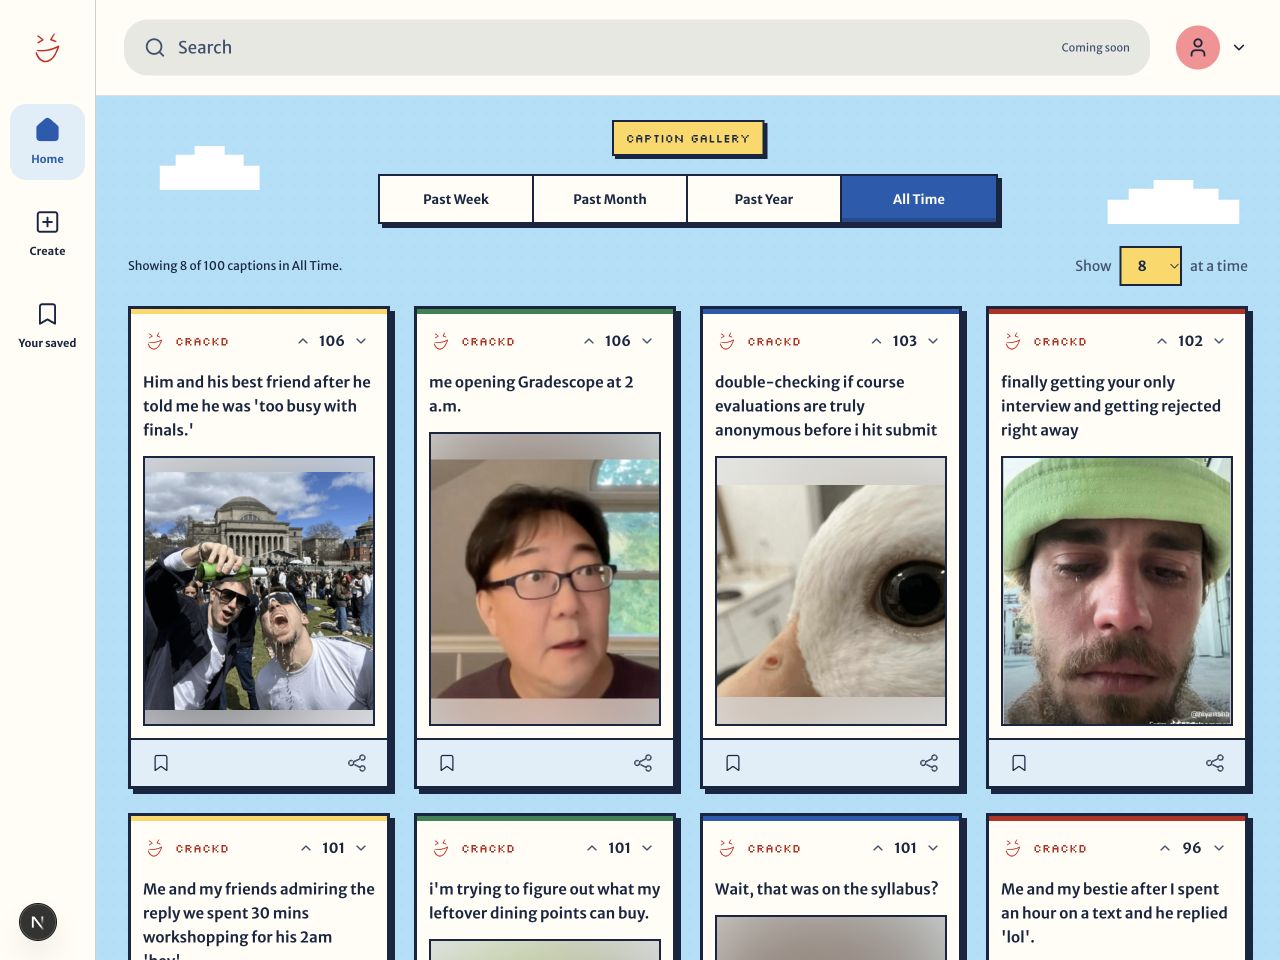 Search
Coming soon
Home
Create
Your saved
CAPTION GALLERY
Past Week
Past Month
Past Year
All Time
Showing 8 of 100 captions in All Time.
Show
8
at a time
CRACKD
106
Him and his best friend after he
told me he was 'too busy with
finals.'
CRACKD
106
me opening Gradescope at 2
a.m.
CRACKD
103
double-checking if course
evaluations are truly
anonymous before i hit submit
CRACKD
102
finally getting your only
interview and getting rejected
right away
CRACKD
101
Me and my friends admiring the
reply we spent 30 mins
workshopping for his 2am
'hey'
CRACKD
101
i'm trying to figure out what my
leftover dining points can buy.
CRACKD
101
Wait, that was on the syllabus?
CRACKD
96
Me and my bestie after I spent
an hour on a text and he replied
'lol'.
N